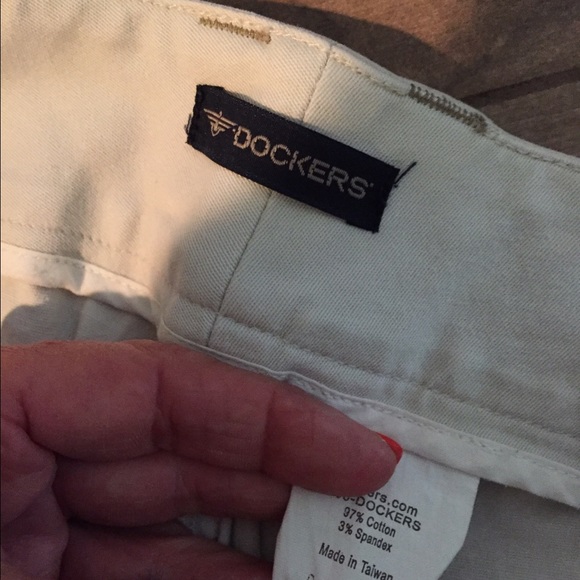 DOCKERS
rs.com
-DOCKERS
97% Cotton
3% Spandex
Made in Taiwan